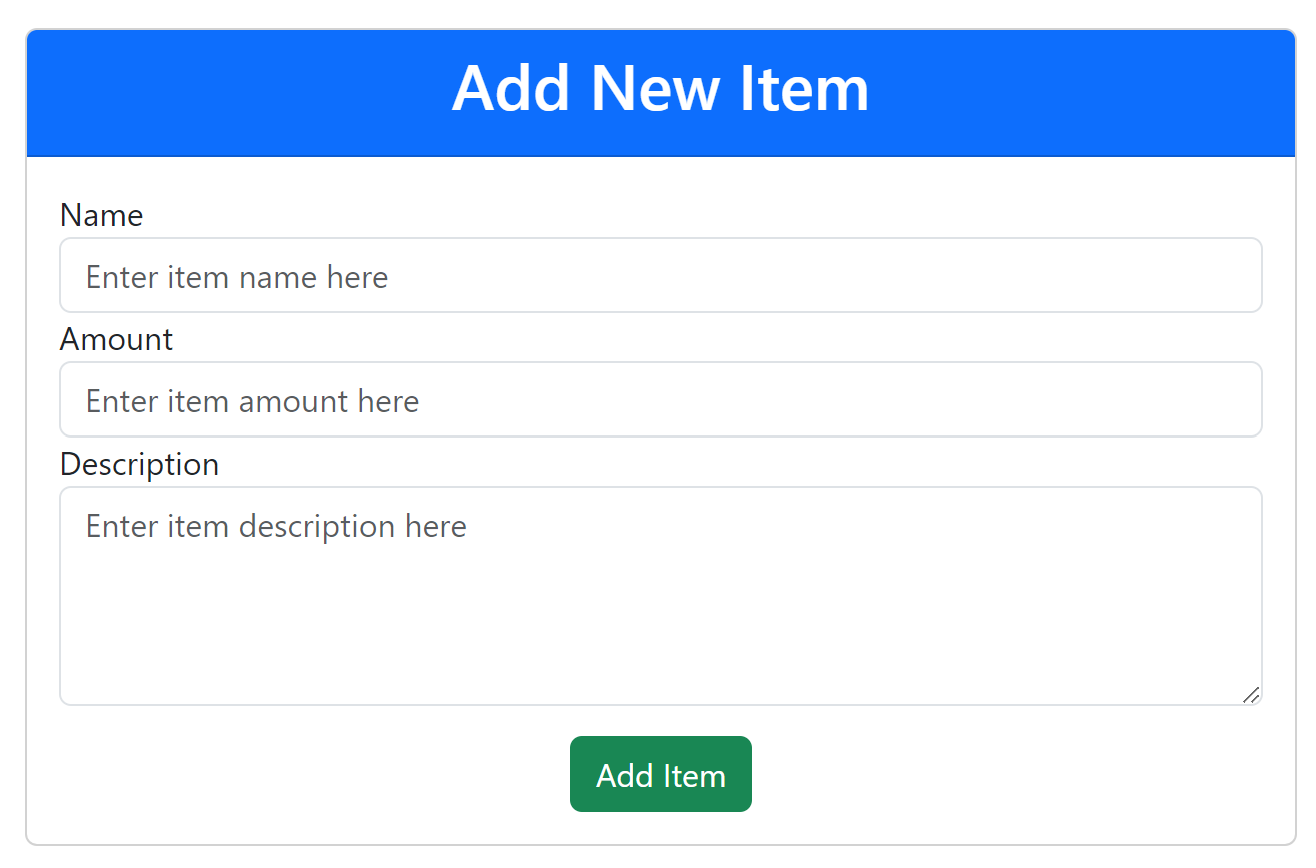 Add New Item
Name
Enter item name here
Amount
Enter item amount here
Description
Enter item description here
Add Item